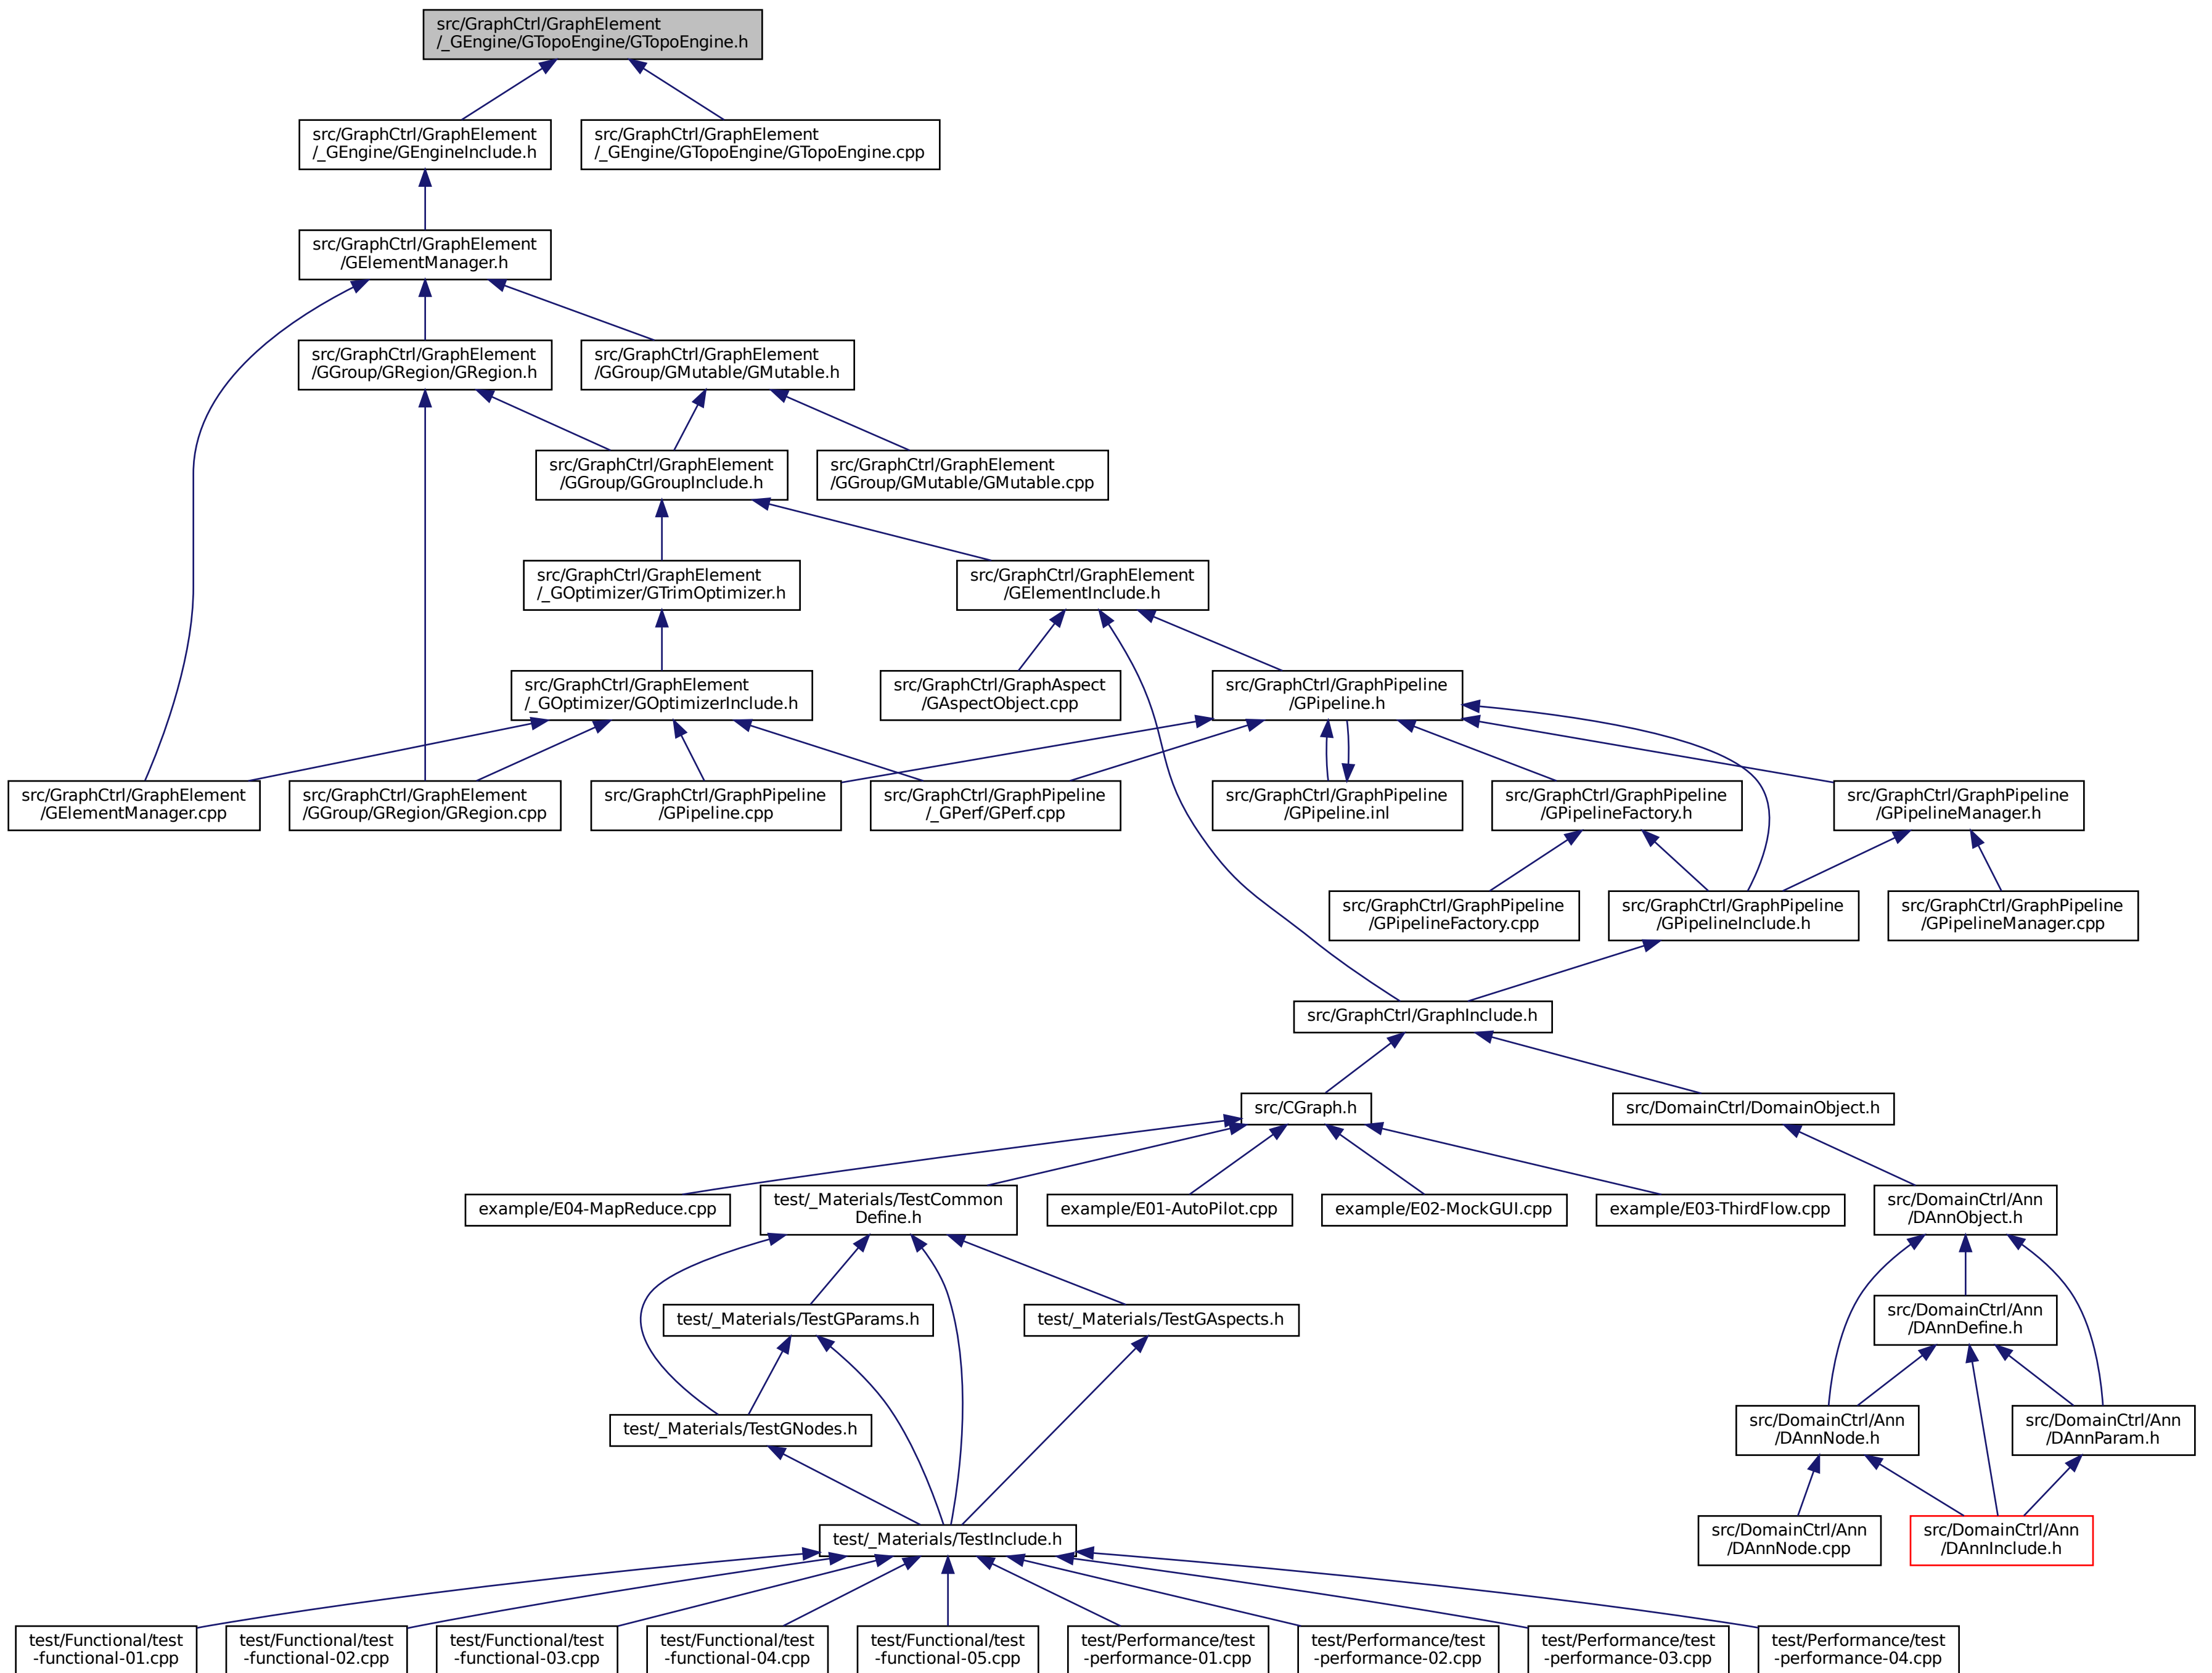 src/GraphCtrl/GraphElement
/_GEngine/GTopoEngine/GTopoEngine.h
src/GraphCtrl/GraphElement
/_GEngine/GEngineInclude.h
src/GraphCtrl/GraphElement
/_GEngine/GTopoEngine/GTopoEngine.cpp
src/GraphCtrl/GraphElement
/GElementManager.h
src/GraphCtrl/GraphElement
/GGroup/GRegion/GRegion.h
src/GraphCtrl/GraphElement
/GGroup/GMutable/GMutable.h
src/GraphCtrl/GraphElement
/GGroup/GGroupInclude.h
src/GraphCtrl/GraphElement
/GGroup/GMutable/GMutable.cpp
src/GraphCtrl/GraphElement
/_GOptimizer/GTrimOptimizer.h
src/GraphCtrl/GraphElement
/GElementInclude.h
src/GraphCtrl/GraphElement
/_GOptimizer/GOptimizerInclude.h
src/GraphCtrl/GraphAspect
/GAspectObject.cpp
src/GraphCtrl/GraphPipeline
/GPipeline.h
src/GraphCtrl/GraphElement
/GElementManager.cpp
src/GraphCtrl/GraphElement
/GGroup/GRegion/GRegion.cpp
src/GraphCtrl/GraphPipeline
/GPipeline.cpp
src/GraphCtrl/GraphPipeline
/_GPerf/GPerf.cpp
src/GraphCtrl/GraphPipeline
/GPipeline.inl
src/GraphCtrl/GraphPipeline
/GPipelineFactory.h
src/GraphCtrl/GraphPipeline
/GPipelineManager.h
src/GraphCtrl/GraphPipeline
/GPipelineFactory.cpp
src/GraphCtrl/GraphPipeline
/GPipelineInclude.h
src/GraphCtrl/GraphPipeline
/GPipelineManager.cpp
src/GraphCtrl/GraphInclude.h
src/CGraph.h
src/DomainCtrl/DomainObject.h
example/E04-MapReduce.cpp
test/_Materials/TestCommon
Define.h
example/E01-AutoPilot.cpp
example/E02-MockGUI.cpp
example/E03-ThirdFlow.cpp
src/DomainCtrl/Ann
/DAnnObject.h
test/_Materials/TestGParams.h
test/_Materials/TestGAspects.h
src/DomainCtrl/Ann
/DAnnDefine.h
test/_Materials/TestGNodes.h
src/DomainCtrl/Ann
/DAnnNode.h
src/DomainCtrl/Ann
/DAnnParam.h
test/_Materials/TestInclude.h
src/DomainCtrl/Ann
/DAnnNode.cpp
src/DomainCtrl/Ann
/DAnnInclude.h
test/Functional/test
-functional-01.cpp
test/Functional/test
-functional-02.cpp
test/Functional/test
-functional-03.cpp
test/Functional/test
-functional-04.cpp
test/Functional/test
-functional-05.cpp
test/Performance/test
-performance-01.cpp
test/Performance/test
-performance-02.cpp
test/Performance/test
-performance-03.cpp
test/Performance/test
-performance-04.cpp